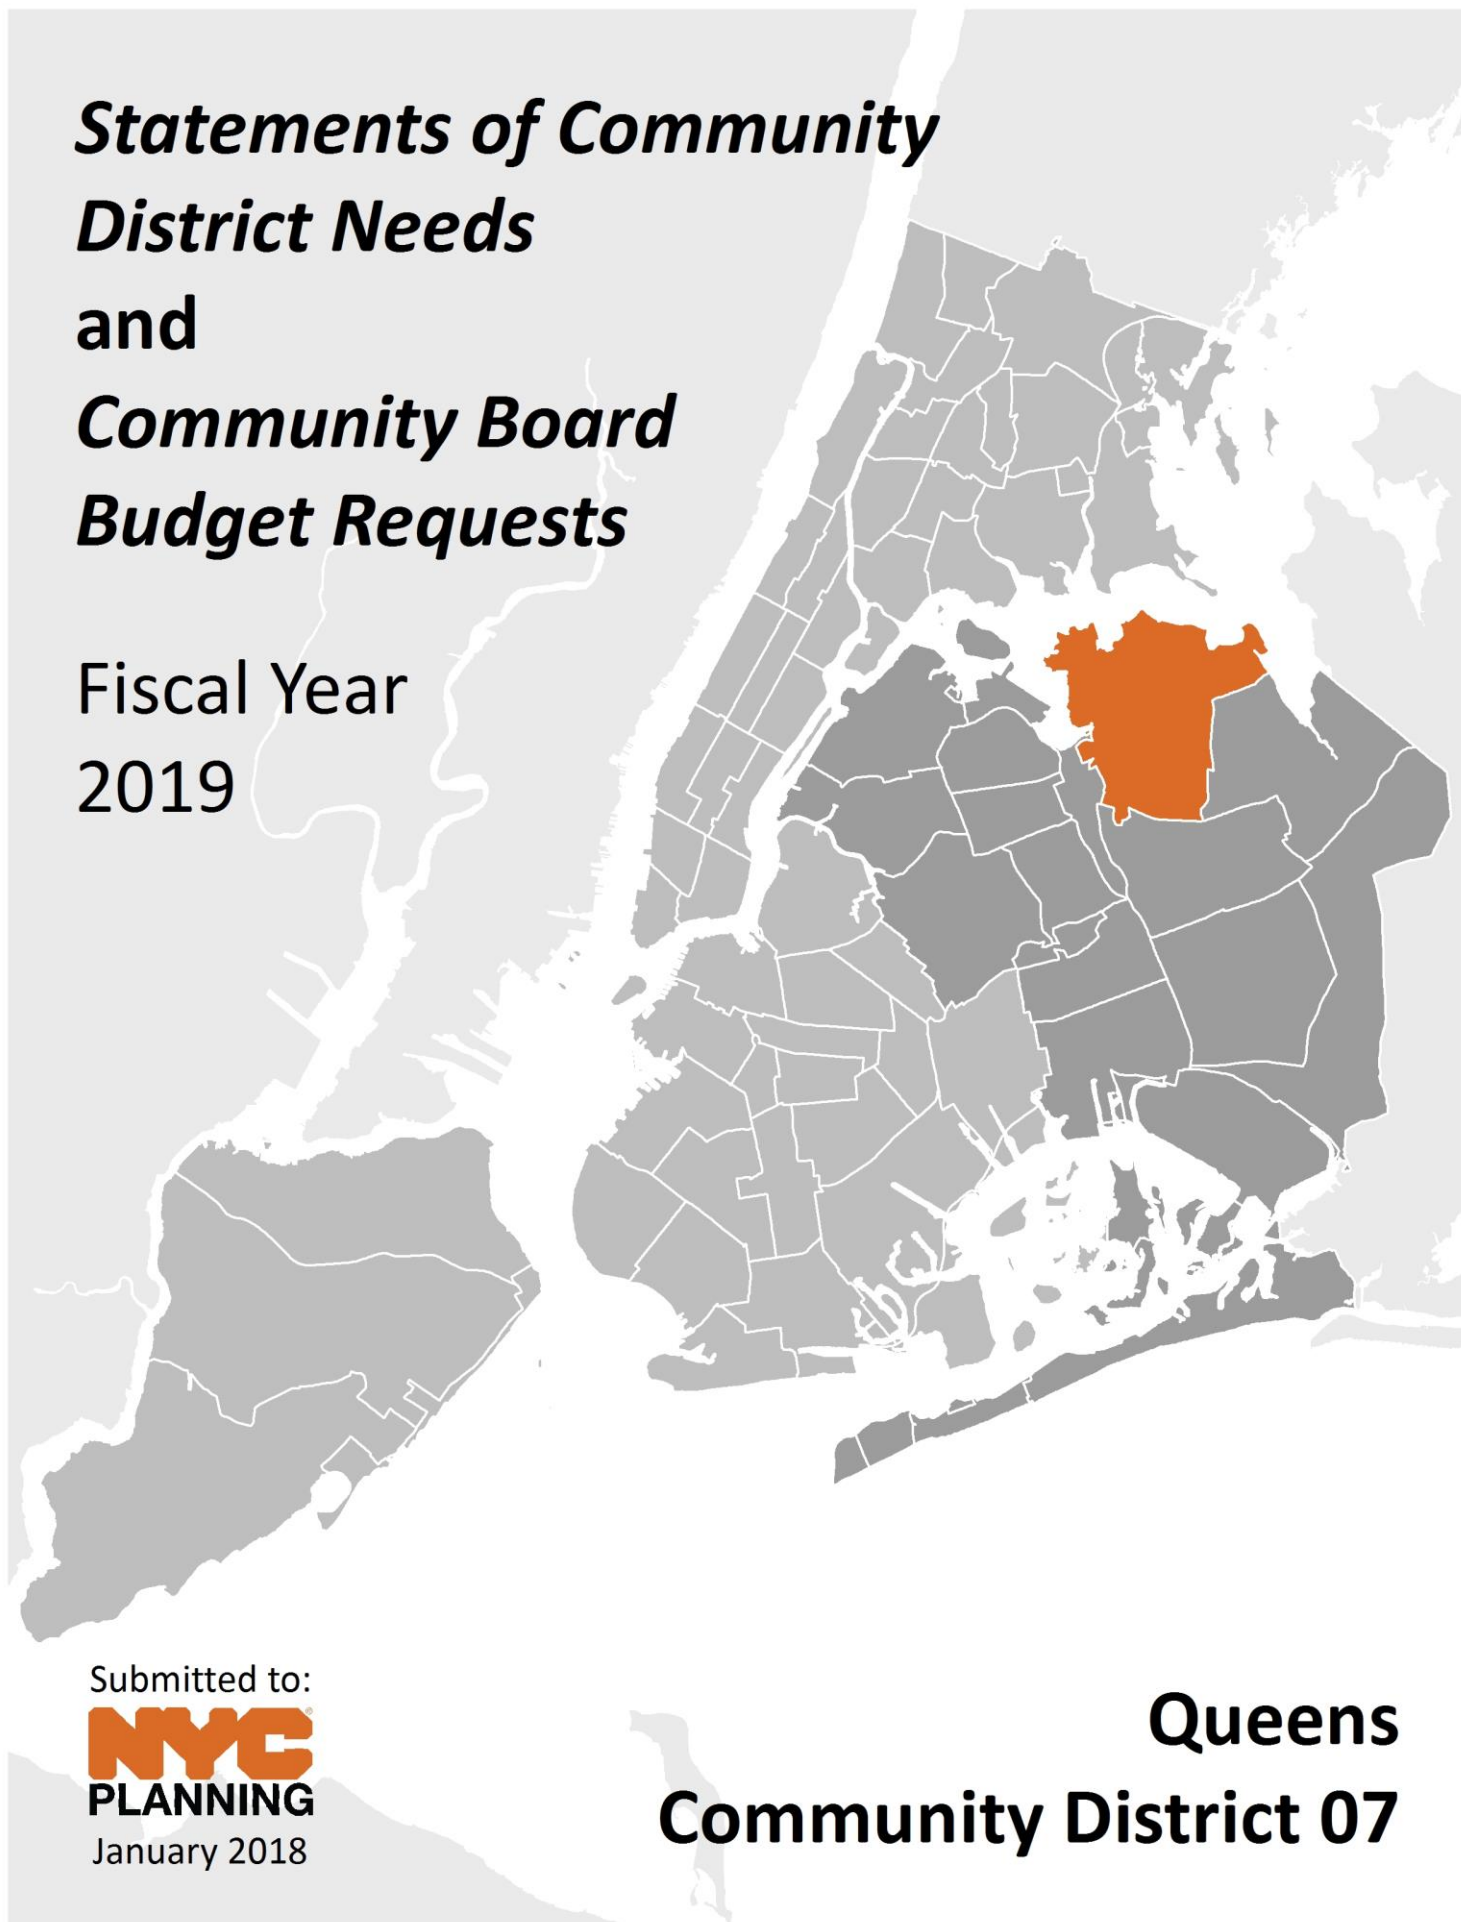 Statements of Community
District Needs
and
Community Board
Budget Requests
Fiscal Year
2019
Submitted to:
NYC®
PLANNING
January 2018
Queens
Community District 07